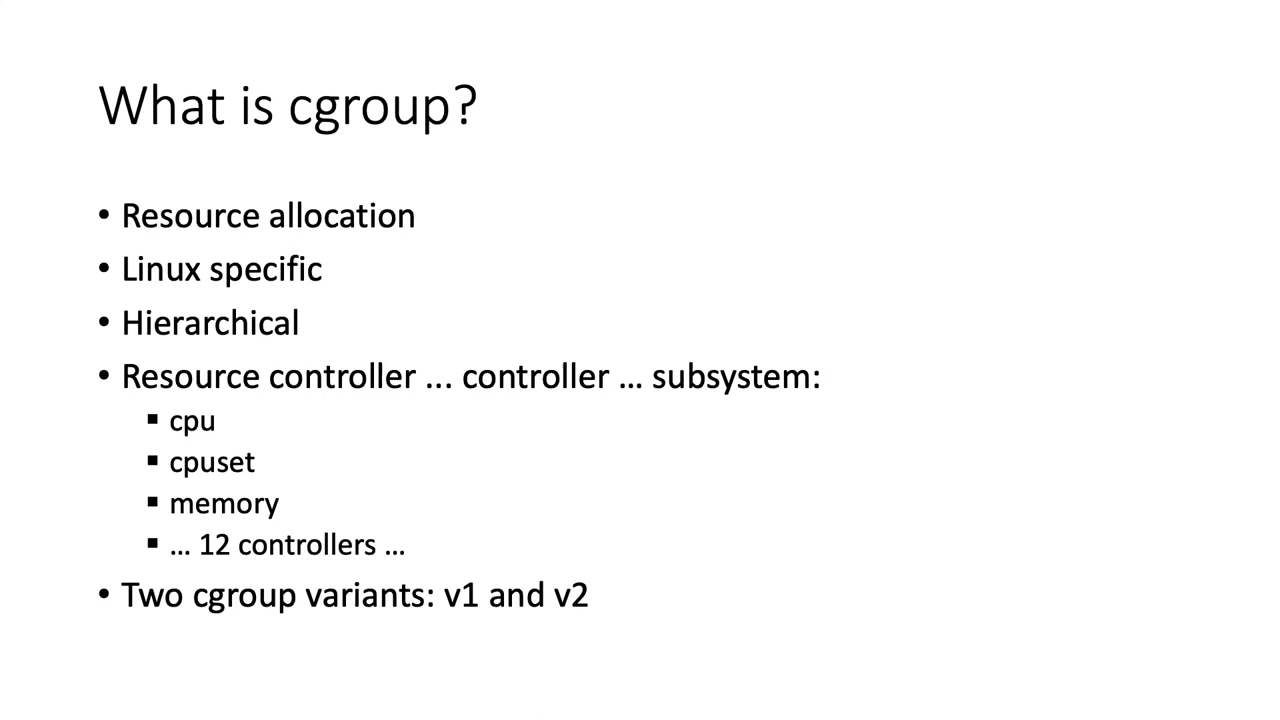 What is cgroup?
• Resource allocation
• Linux specific
• Hierarchical
• Resource controller ... controller … subsystem:
▪ cpu
▪ cpuset
▪ memory
▪ … 12 controllers …
• Two cgroup variants: v1 and v2